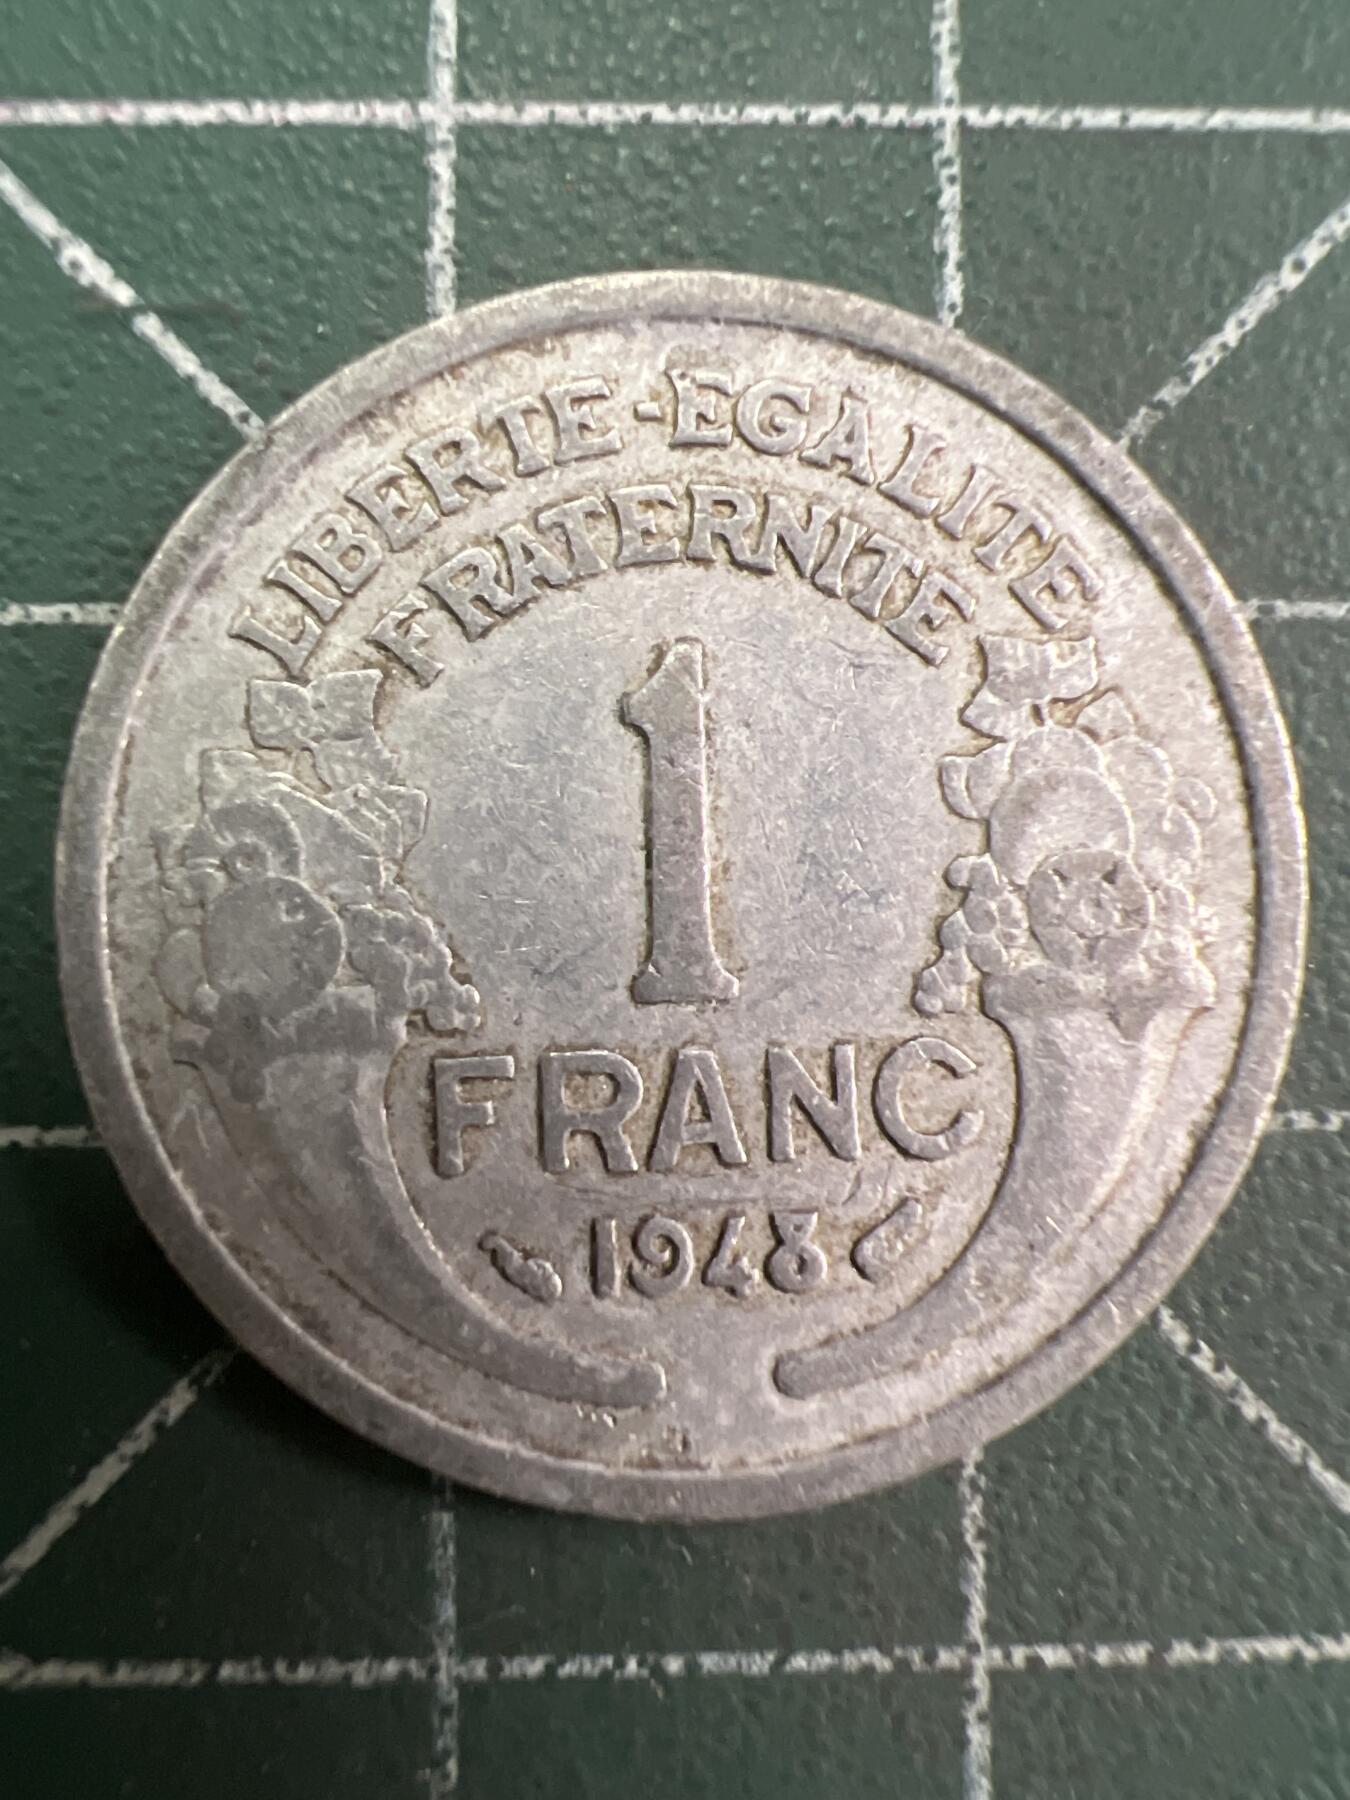 LIBERTE-EGALITE
FRATERNITE
1
FRANC
1948